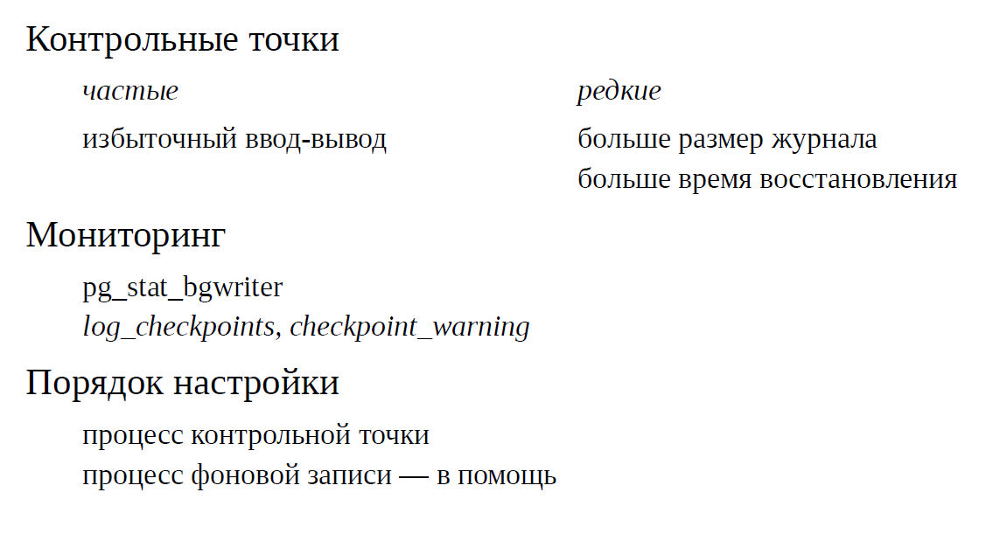 Контрольные точки
частые редкие
избыточный ввод-вывод больше размер журнала
больше время восстановления
Мониторинг
pg_stat_bgwriter
log_checkpoints, checkpoint_warning
Порядок настройки
процесс контрольной точки
процесс фоновой записи — в помощь